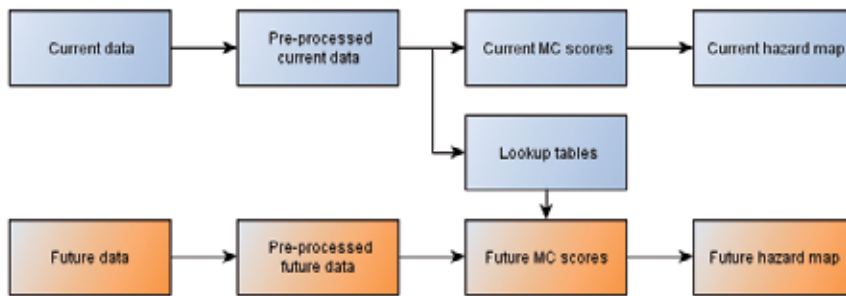 Current data
Pre-processed
current data
Current MC scores
Current hazard map
Lookup tables
Future data
Pre-processed
future data
Future MC scores
Future hazard map